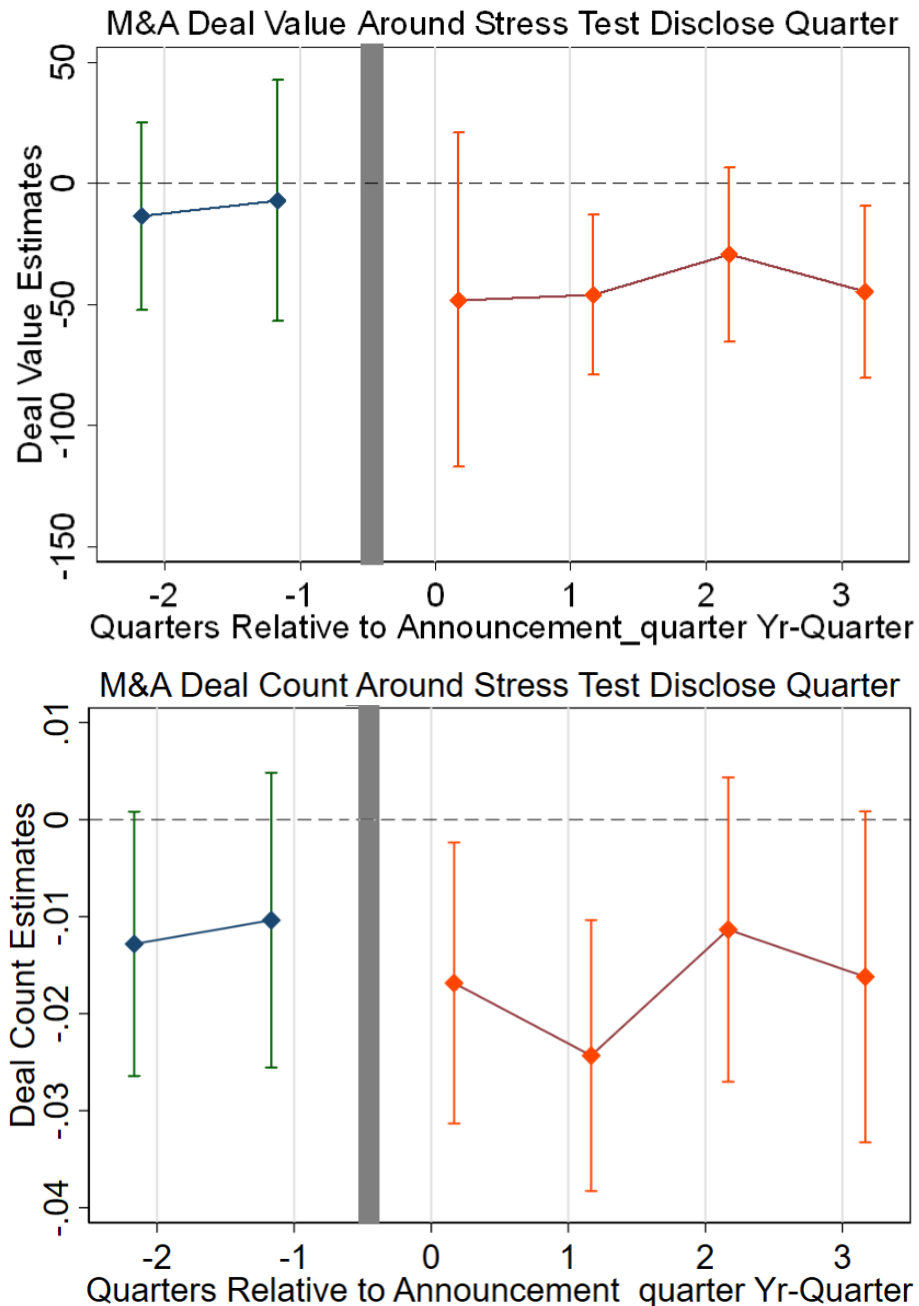 M&A Deal Value Around Stress Test Disclose Quarter
Deal Value Estimates
50
0
-50
-100
-150
-2 -1 0 1 2 3
Quarters Relative to Announcement_quarter Yr-Quarter
M&A Deal Count Around Stress Test Disclose Quarter
Deal Count Estimates
.01
0
-.01
-.02
-.03
-.04
-2 -1 0 1 2 3
Quarters Relative to Announcement_quarter Yr-Quarter